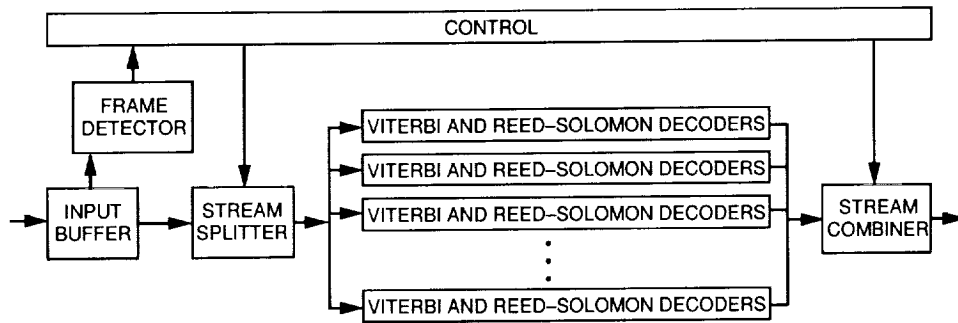 CONTROL
FRAME
DETECTOR
VITERBI AND REED–SOLOMON DECODERS
VITERBI AND REED–SOLOMON DECODERS
INPUT
BUFFER
STREAM
SPLITTER
VITERBI AND REED–SOLOMON DECODERS
STREAM
COMBINER
VITERBI AND REED–SOLOMON DECODERS